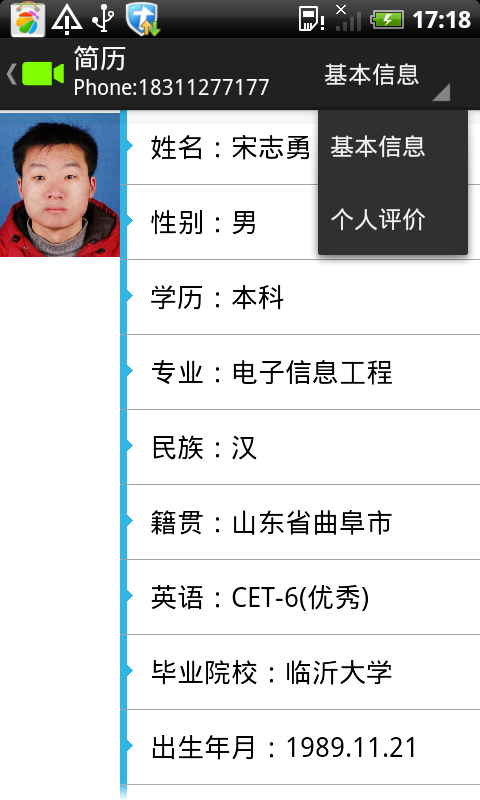 17:18
简历
Phone:18311277177
基本信息
基本信息
个人评价
姓名：宋志勇
性别：男
学历：本科
专业：电子信息工程
民族：汉
籍贯：山东省曲阜市
英语：CET-6(优秀)
毕业院校：临沂大学
出生年月：1989.11.21